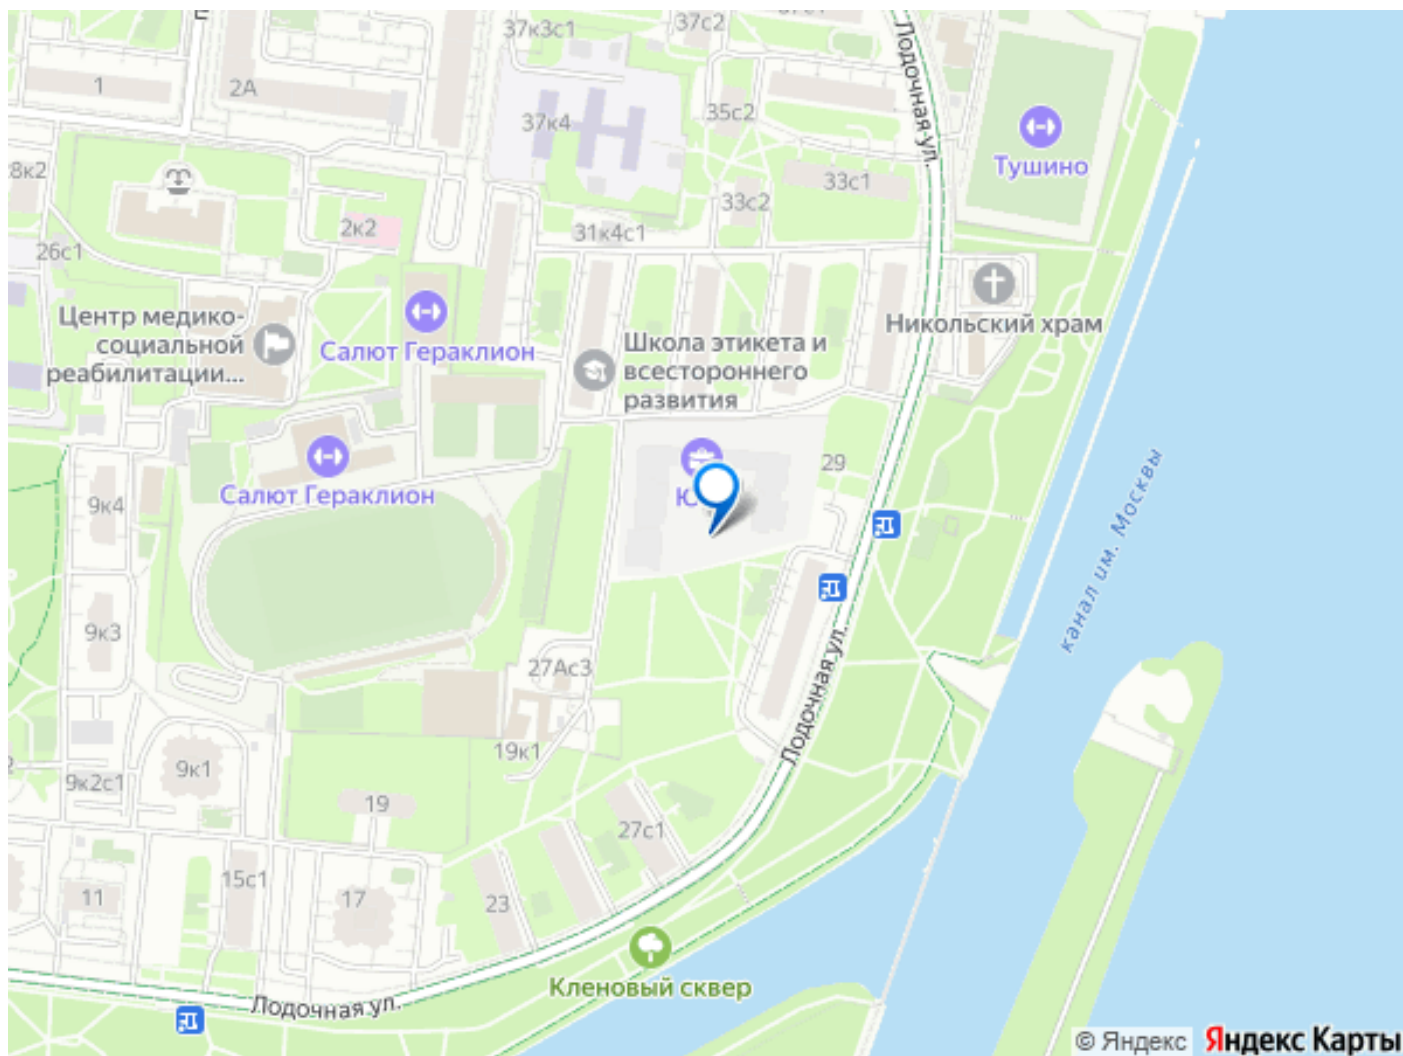 37к3с1
37с2
Лодочная ул.
1
2А
37к4
35с2
Тушино
8к2
33с1
33с2
2к2
31к4с1
26с1
Никольский храм
Центр медико-
социальной
реабилитации...
Салют Гераклион
Школа этикета и
всестороннего
развития
29
Салют Гераклион
9к4
канал им. Москвы
9к3
27Ас3
Лодочная ул.
19к1
9к1
9к2с1
19
27с1
15с1
11
17
23
Кленовый сквер
Лодочная ул.
© Яндекс Яндекс Карты